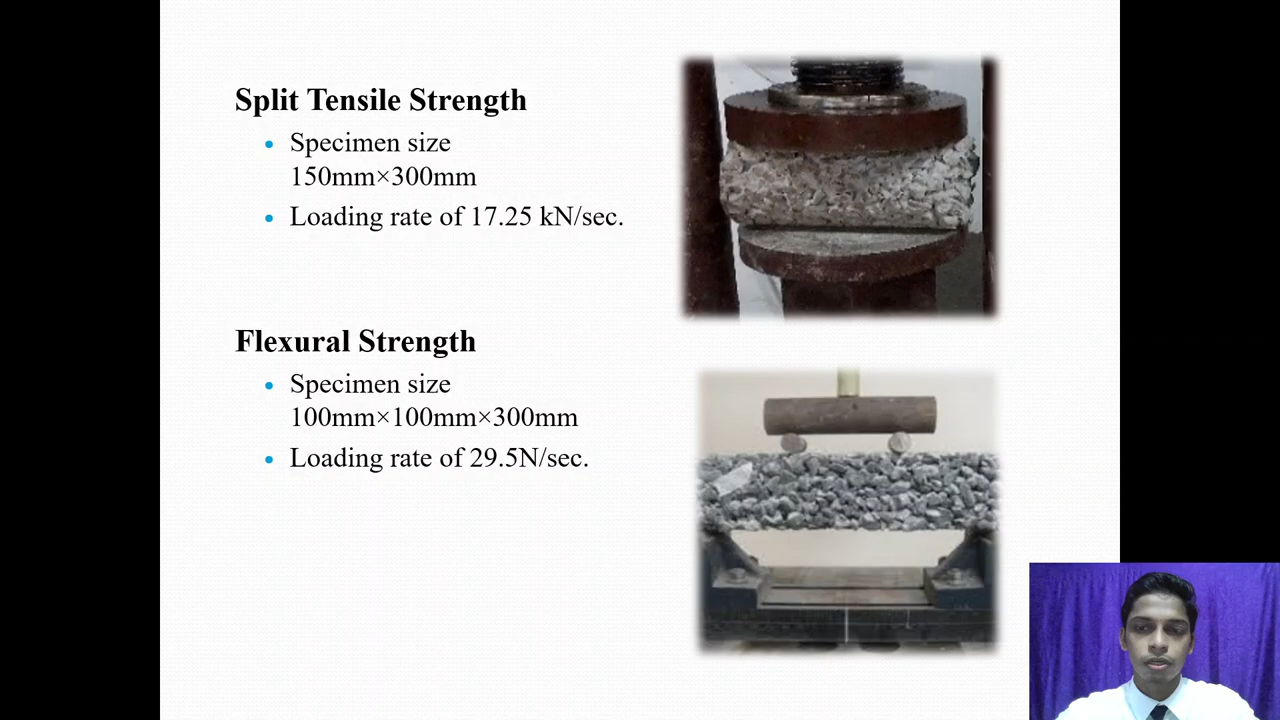 Split Tensile Strength
• Specimen size
150mm×300mm
• Loading rate of 17.25 kN/sec.
Flexural Strength
• Specimen size
100mm×100mm×300mm
• Loading rate of 29.5N/sec.